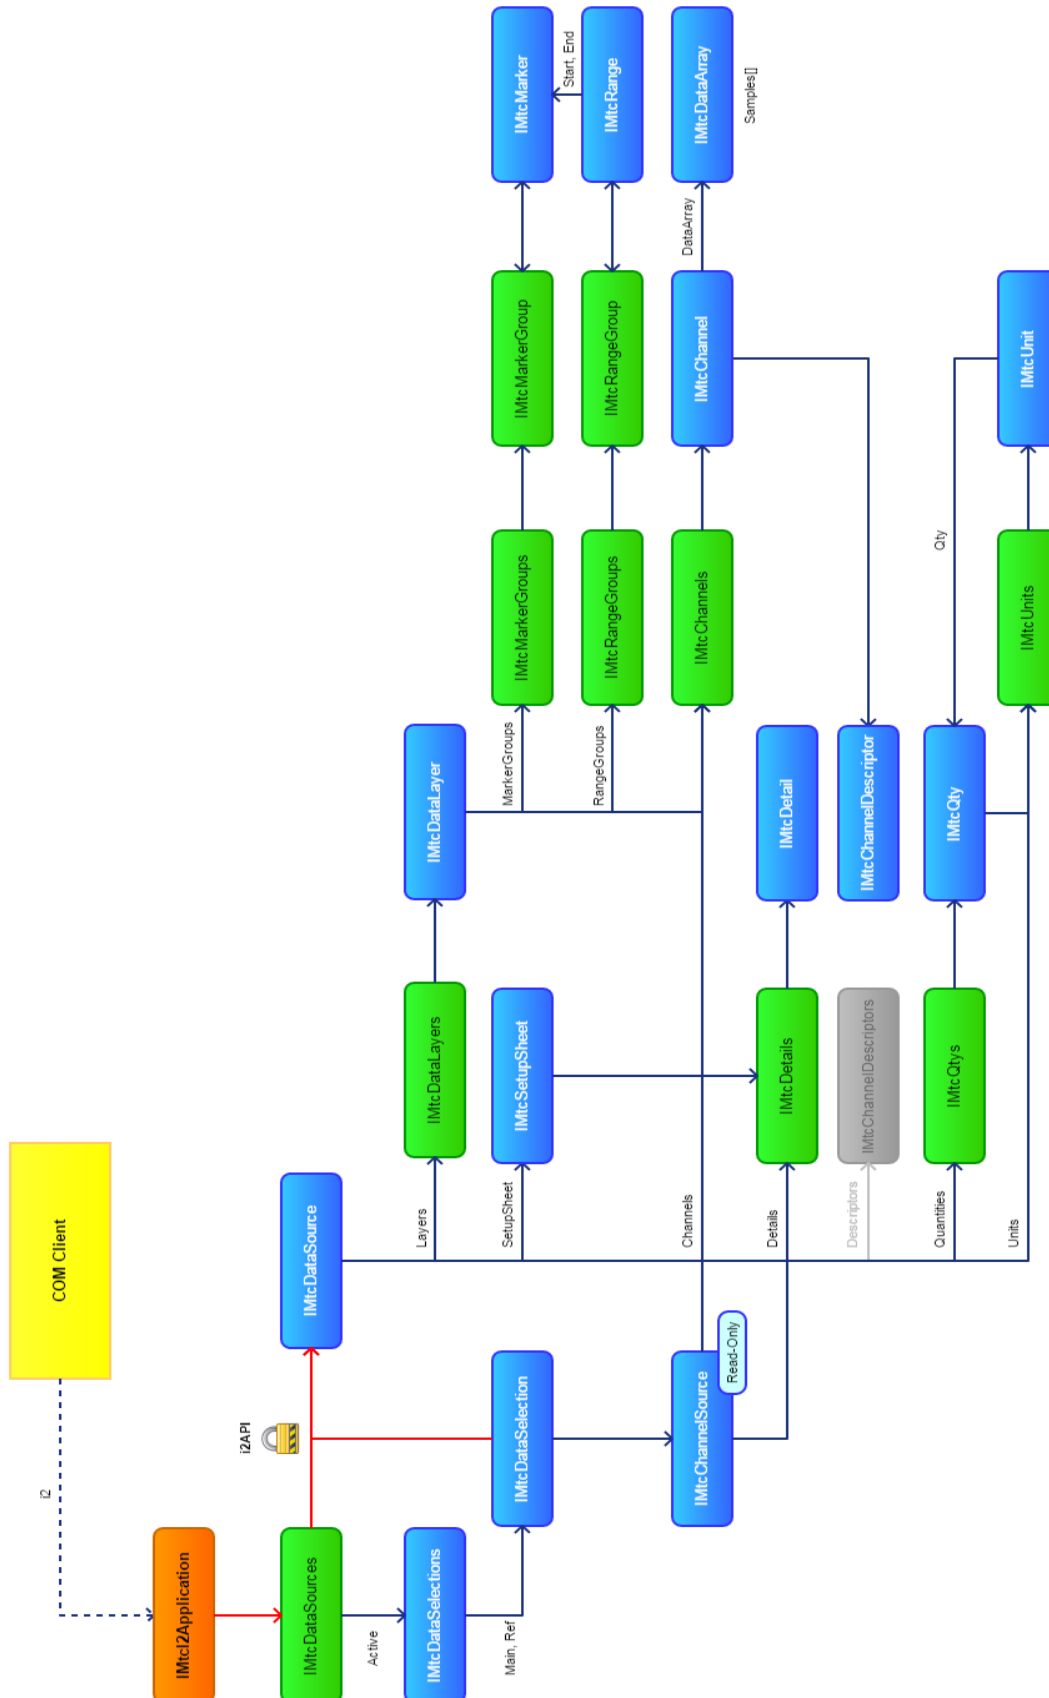 COM Client
i2
IMtcI2Application
IMtcDataSources
Active
IMtcDataSelections
Main, Ref
i2API
IMtcDataSource
IMtcDataSelection
IMtcChannelSource
Read-Only
Layers
SetupSheet
Channels
Details
Descriptors
Quantities
Units
IMtcDataLayers
IMtcSetupSheet
IMtcDetails
IMtcChannelDescriptors
IMtcQtys
IMtcDataLayer
IMtcDetail
IMtcChannelDescriptor
IMtcQty
MarkerGroups
RangeGroups
IMtcMarkerGroups
IMtcRangeGroups
IMtcChannels
Qty
IMtcUnits
IMtcMarkerGroup
IMtcRangeGroup
IMtcChannel
IMtcUnit
DataArray
IMtcMarker
Start, End
IMtcRange
IMtcDataArray
Samples[]